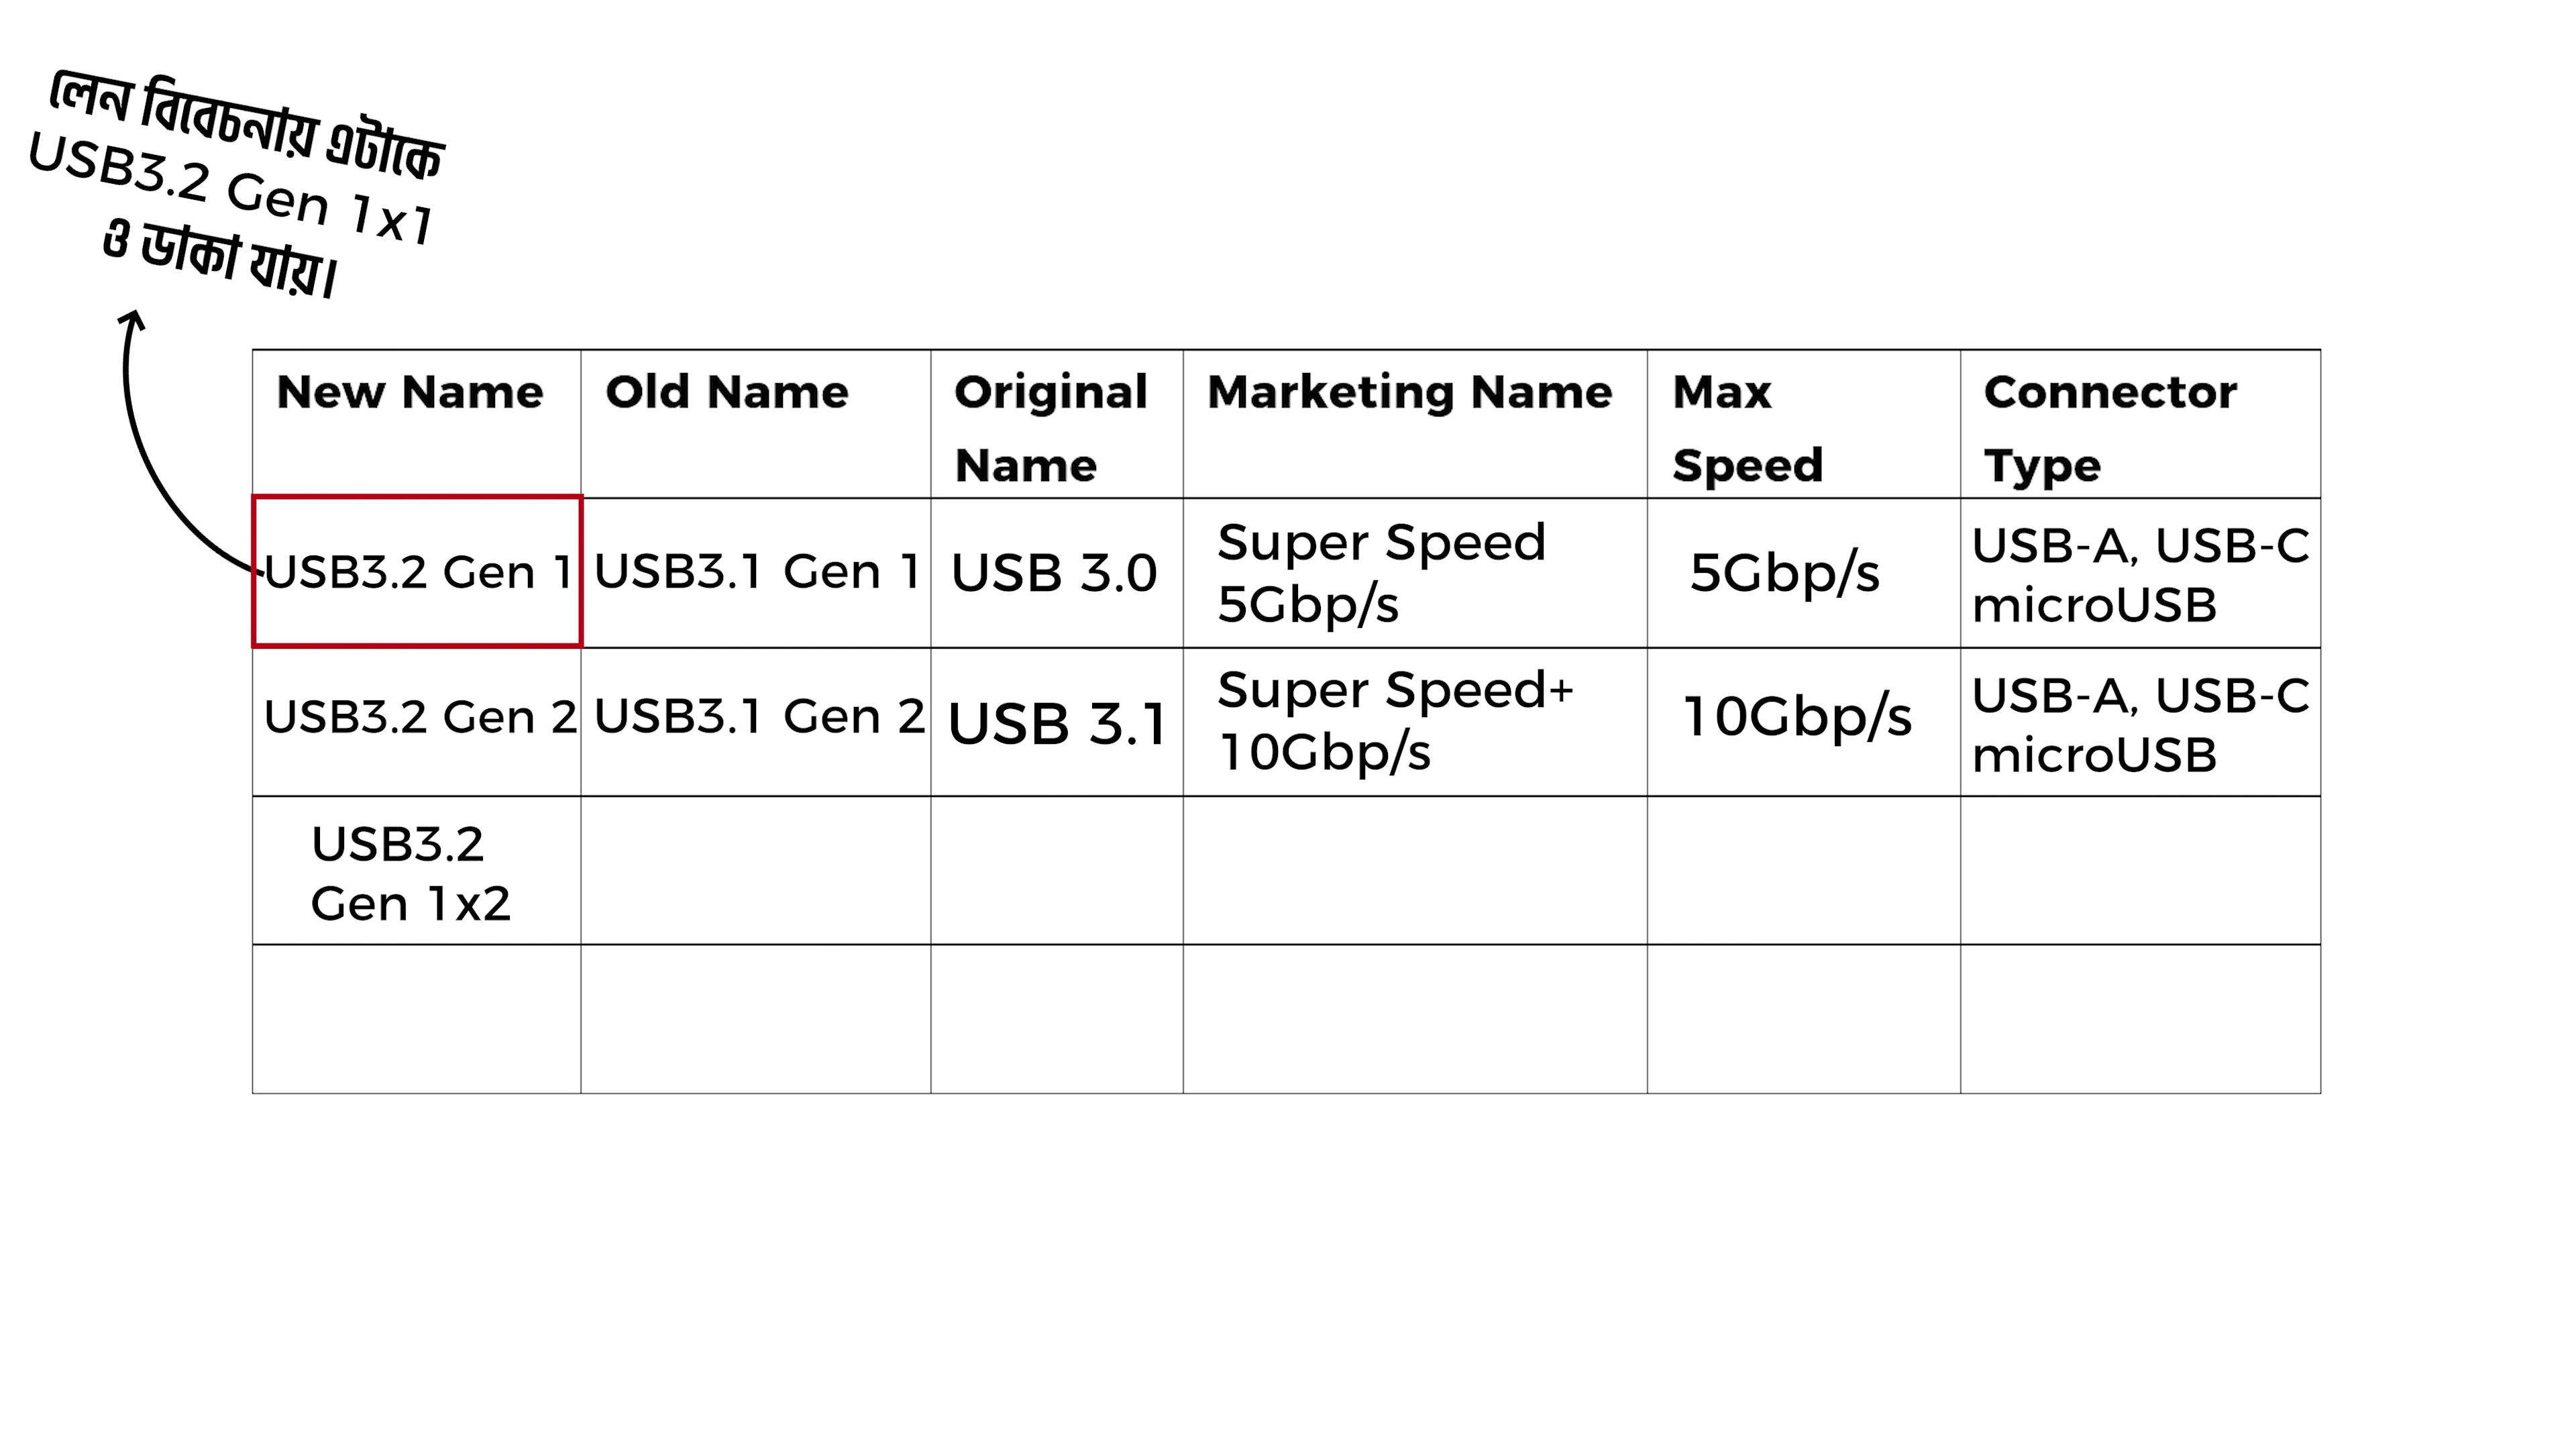 লেন বিবেচনায় এটাকে
USB3.2 Gen 1x1
ও ডাকা যায়।
New Name
Old Name
Original
Name
Marketing Name
Max
Speed
Connector
Type
USB3.2 Gen 1
USB3.1 Gen 1
USB 3.0
Super Speed
5Gbp/s
5Gbp/s
USB-A, USB-C
microUSB
USB3.2 Gen 2
USB3.1 Gen 2
USB 3.1
Super Speed+
10Gbp/s
10Gbp/s
USB-A, USB-C
microUSB
USB3.2
Gen 1x2